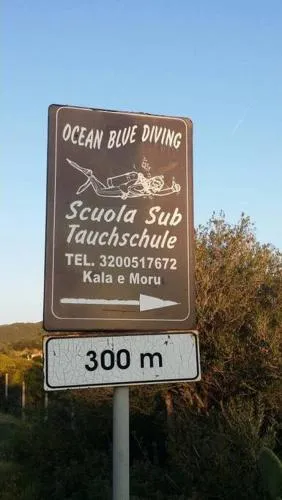 OCEAN BLUE DIVING
Scuola Sub
Tauchschule
TEL. 3200517672
Kala e Moru
300 m